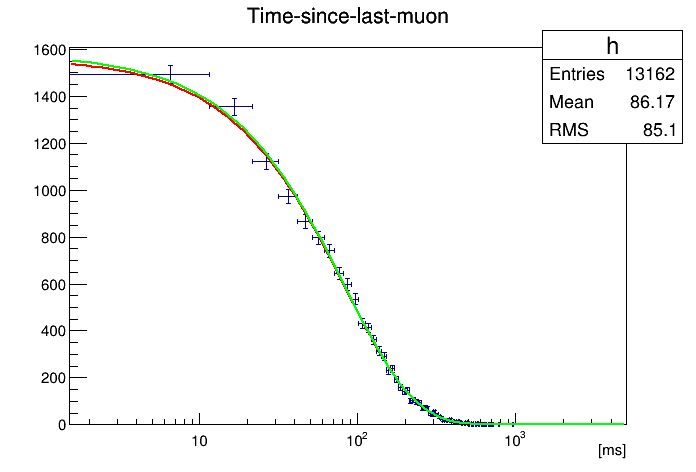 Time-since-last-muon
h
Entries 13162
Mean 86.17
RMS 85.1
1600
1400
1200
1000
800
600
400
200
0
10 10² 10³
[ms]